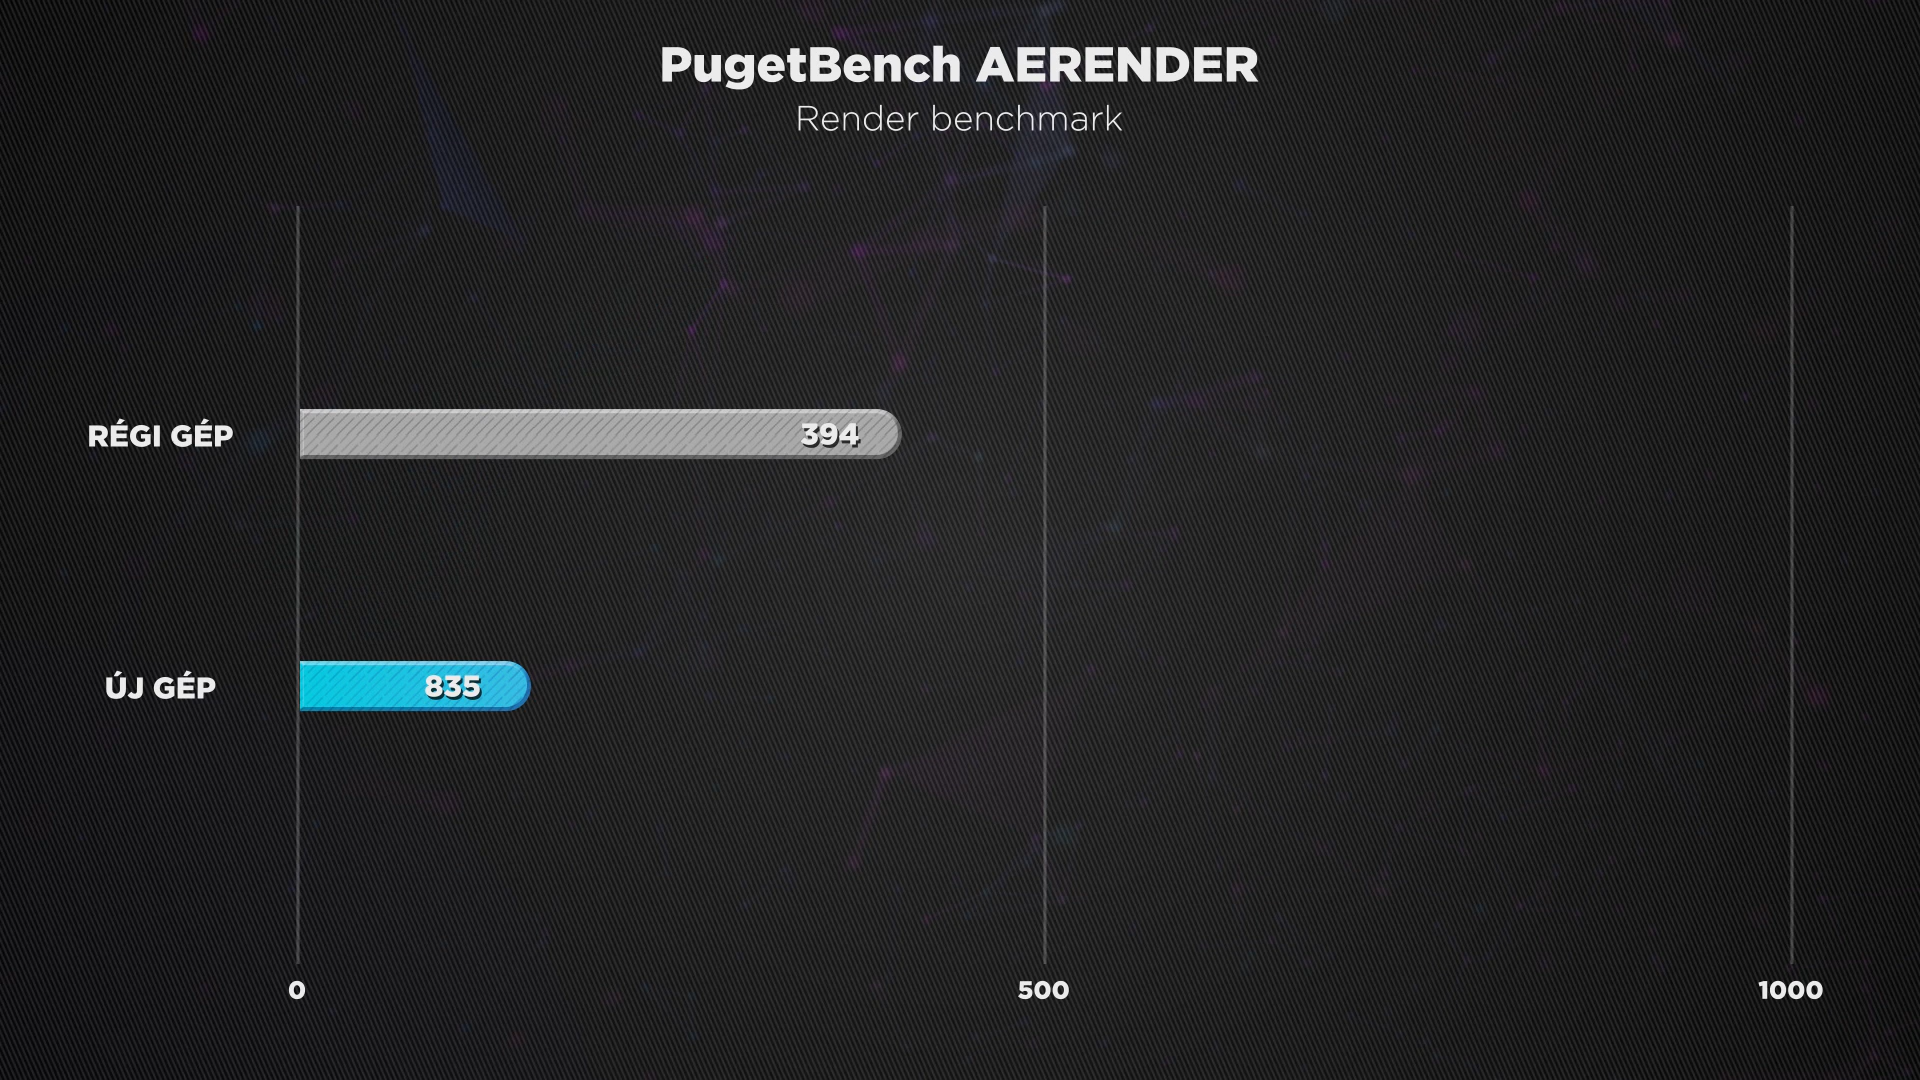 PugetBench AERENDER
Render benchmark
RÉGI GÉP
394
ÚJ GÉP
835
0
500
1000